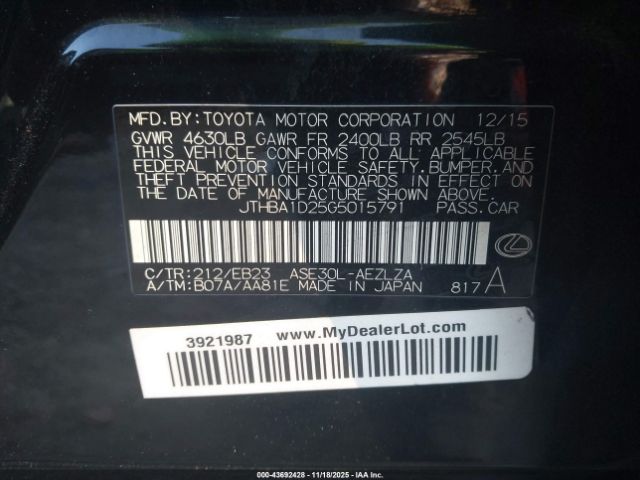 MFD. BY: TOYOTA MOTOR CORPORATION 12/15
GVWR 4630LB GAWR FR 2400LB RR 2545LB
THIS VEHICLE CONFORMS TO ALL APPLICABLE
FEDERAL MOTOR VEHICLE SAFETY, BUMPER, AND
THEFT PREVENTION STANDARDS IN EFFECT ON
THE DATE OF MANUFACTURE SHOWN ABOVE.
JTHBA1D25G5015791 PASS. CAR
C/TR: 212/EB23 ASE30L-AEZLZA
A/TM: B07A/AA81E MADE IN JAPAN 817A
3921987 www.MyDealerLot.com
000-43692428 - 11/18/2025 - IAA Inc.